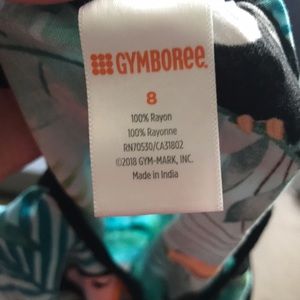 GYMBOREE
8
100% Rayon
100% Rayonne
RN70530/CA31802
©2018 GYM-MARK, INC.
Made in India